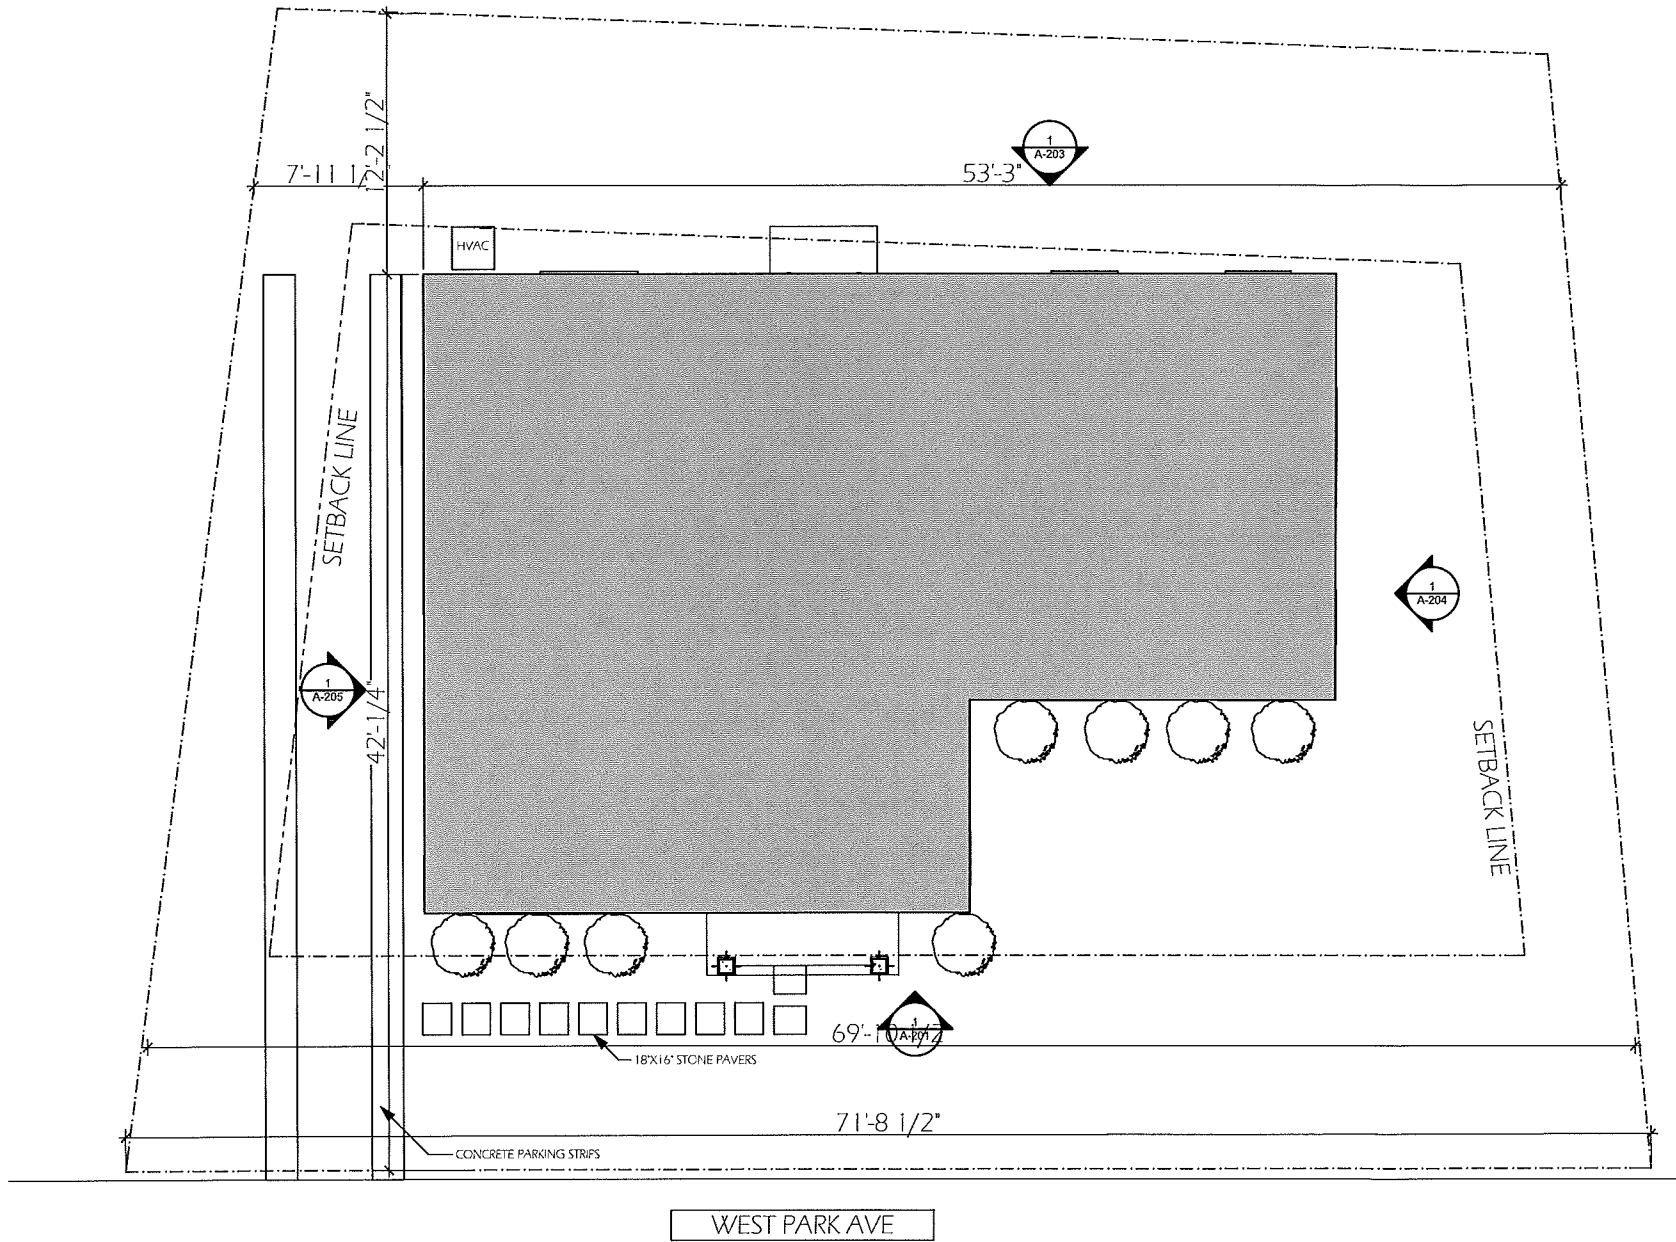 12'-2 1/2"
1
A-203
7'-11 1/
53'-3"
HVAC
SETBACK LINE
1
A-204
1
A-205
42'-1/4"
SETBACK LINE
69'-10 1/2
A-201
18"X16" STONE PAVERS
71'-8 1/2"
CONCRETE PARKING STRIPS
WEST PARK AVE